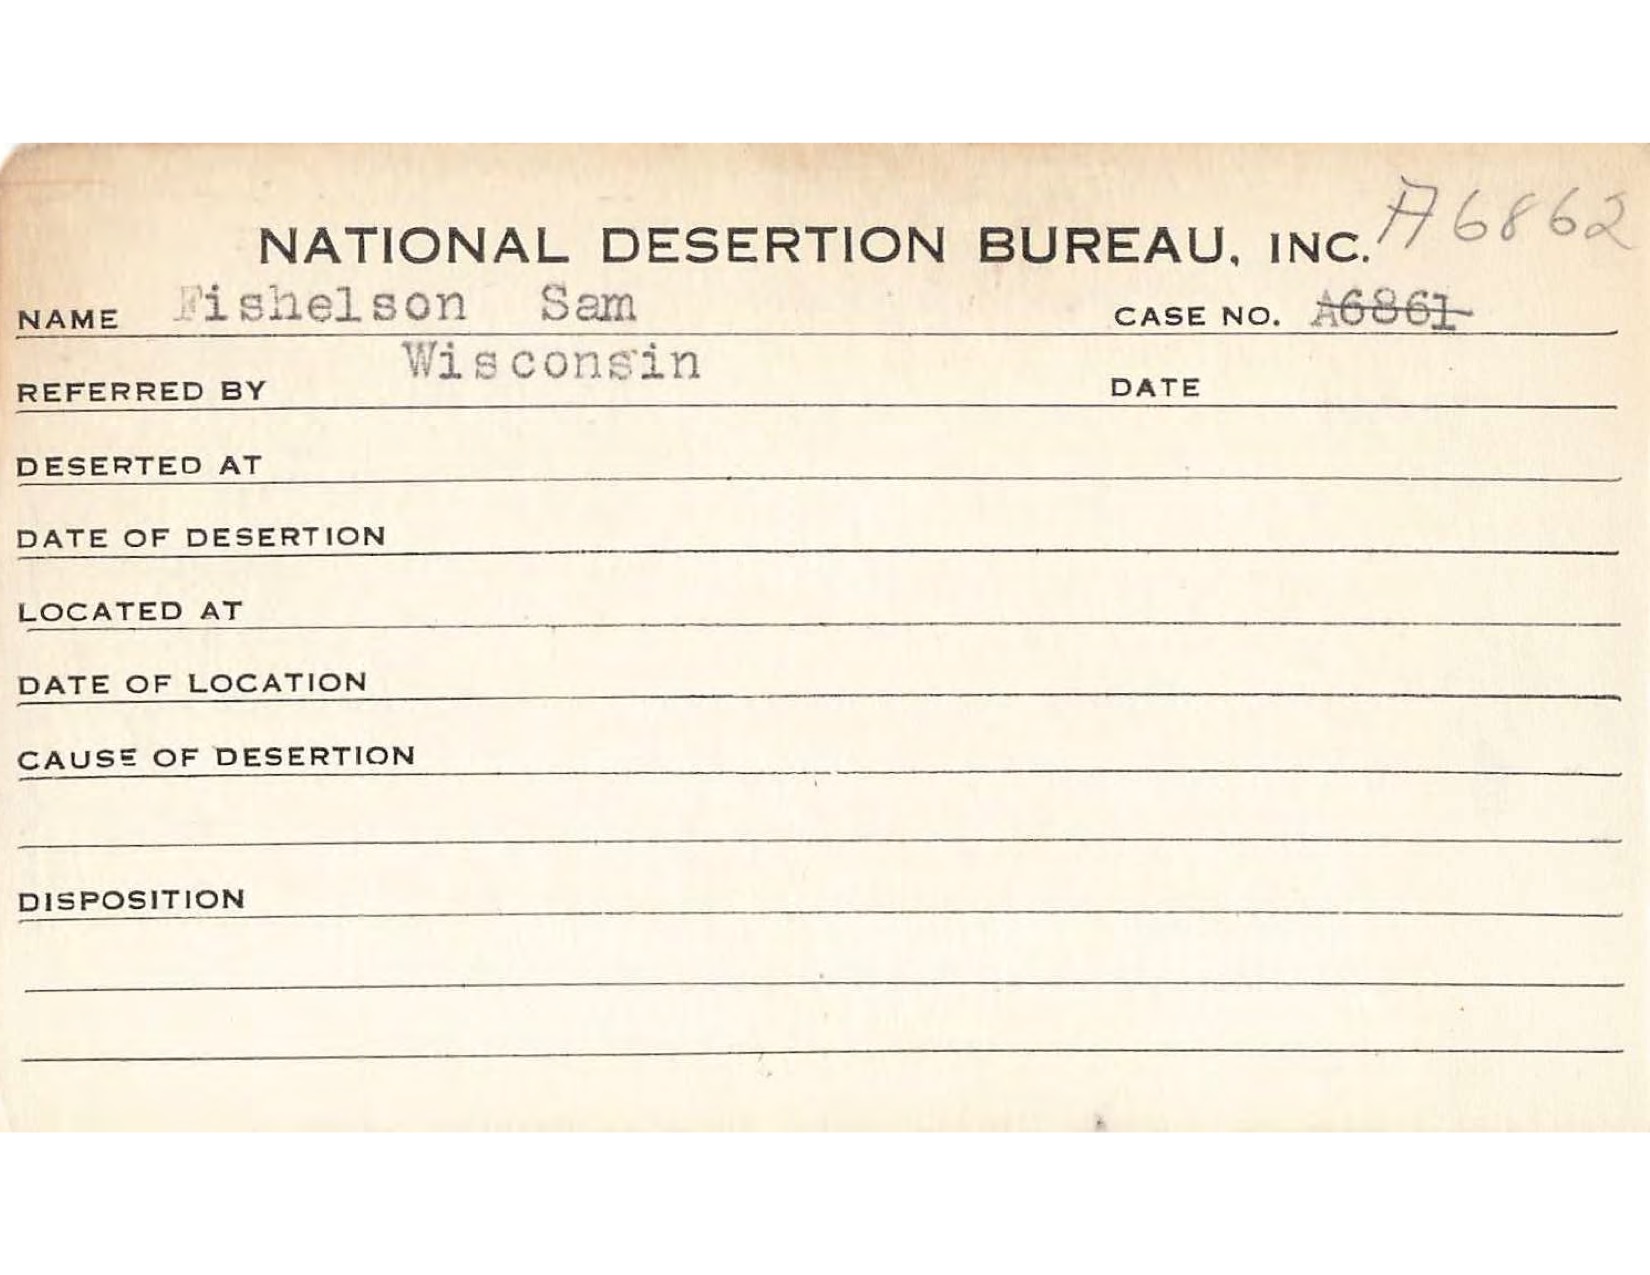 A6862
NATIONAL DESERTION BUREAU, INC.
NAME Fishelson Sam CASE NO. A6861
Wisconsin
REFERRED BY DATE
DESERTED AT
DATE OF DESERTION
LOCATED AT
DATE OF LOCATION
CAUSE OF DESERTION
DISPOSITION